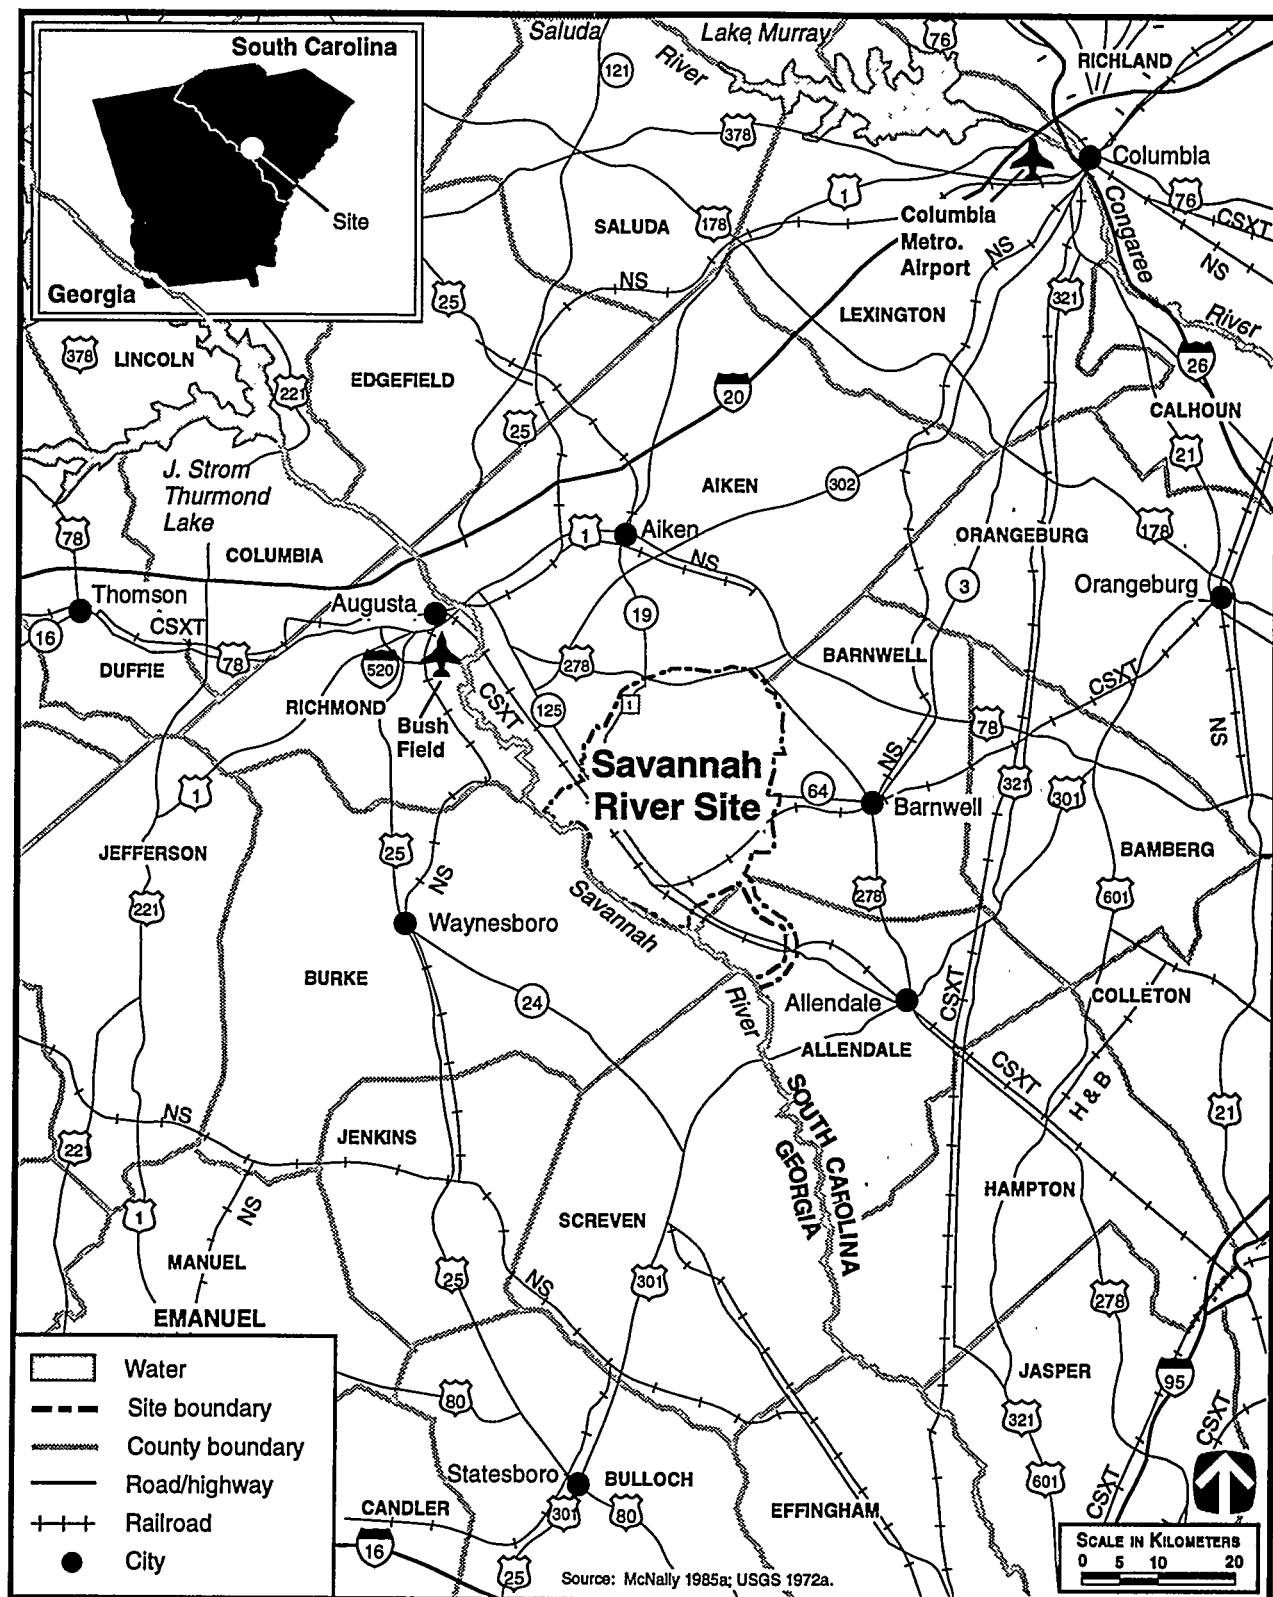 South Carolina
Site
Georgia
Saluda
River
Lake Murray
76
RICHLAND
121
378
Columbia
1
76
CSXT
NS
Congaree
River
SALUDA
178
Columbia
Metro.
Airport
NS
NS
25
321
LEXINGTON
26
378
LINCOLN
221
EDGEFIELD
20
25
CALHOUN
21
J. Strom
Thurmond
Lake
AIKEN
302
178
78
COLUMBIA
1
Aiken
NS
ORANGEBURG
3
Orangeburg
Thomson
Augusta
19
16
CSXT
78
DUFFIE
520
278
BARNWELL
CSXT
RICHMOND
Bush
Field
CSXT
125
1
78
NS
NS
Savannah
River Site
64
Barnwell
321
301
1
JEFFERSON
25
NS
BAMBERG
221
278
601
Savannah
Waynesboro
BURKE
24
River
Allendale
CSXT
COLLETON
ALLENDALE
CSXT
H & B
NS
221
JENKINS
SOUTH CAROLINA
GEORGIA
21
HAMPTON
1
NS
SCREVEN
MANUEL
25
NS
301
278
EMANUEL
JASPER
95
Water
Site boundary
County boundary
Road/highway
Railroad
City
80
321
CSXT
Statesboro
BULLOCH
601
CSXT
CANDLER
301
80
EFFINGHAM
16
25
SCALE IN KILOMETERS
0 5 10 20
Source: McNally 1985a; USGS 1972a.